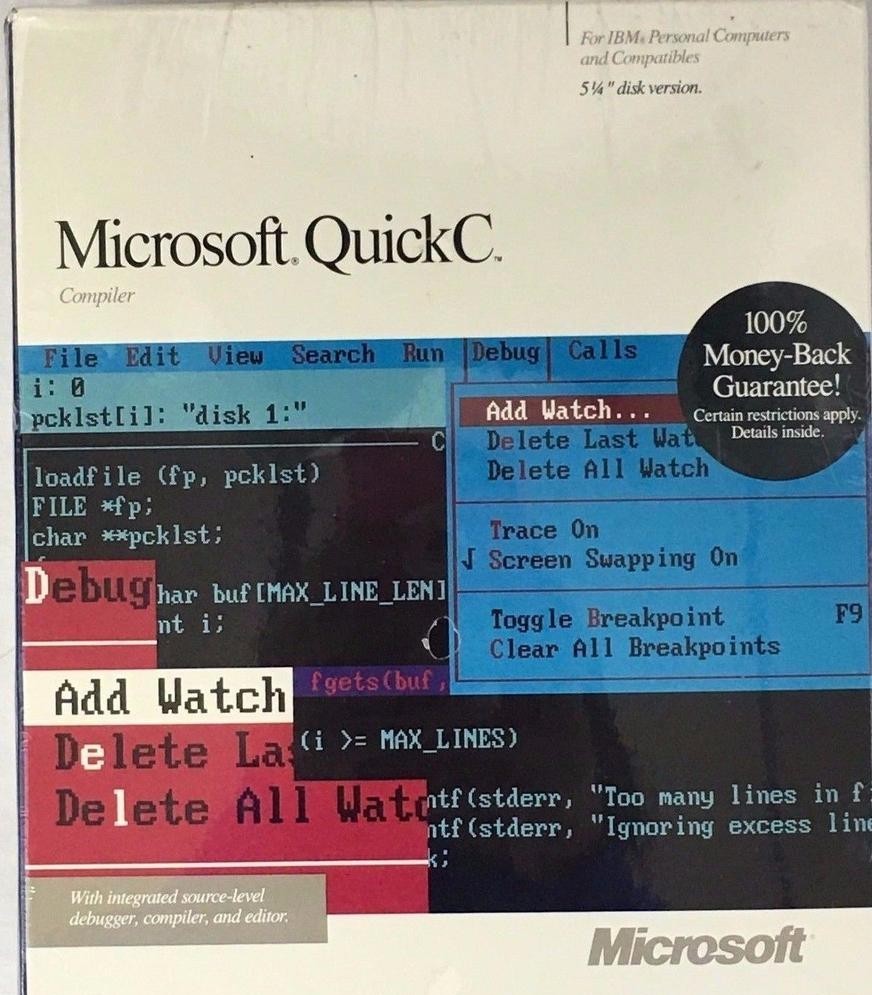 For IBM® Personal Computers
and Compatibles
5¼" disk version.
Microsoft® QuickC™
Compiler
100%
Money-Back
Guarantee!
Certain restrictions apply.
Details inside.
File Edit View Search Run Debug Calls
i: 0
pcklst[i]: "disk 1:"
C
loadfile (fp, pcklst)
FILE *fp;
char **pcklst;
har buf[MAX_LINE_LEN]
nt i;
fgets(buf,
(i >= MAX_LINES)
ntf(stderr, "Too many lines in f
ntf(stderr, "Ignoring excess line
k;
Add Watch...
Delete Last Wat
Delete All Watch
Trace On
√ Screen Swapping On
Toggle Breakpoint F9
Clear All Breakpoints
Debug
Add Watch
Delete Las
Delete All Watc
With integrated source-level
debugger, compiler, and editor.
Microsoft®